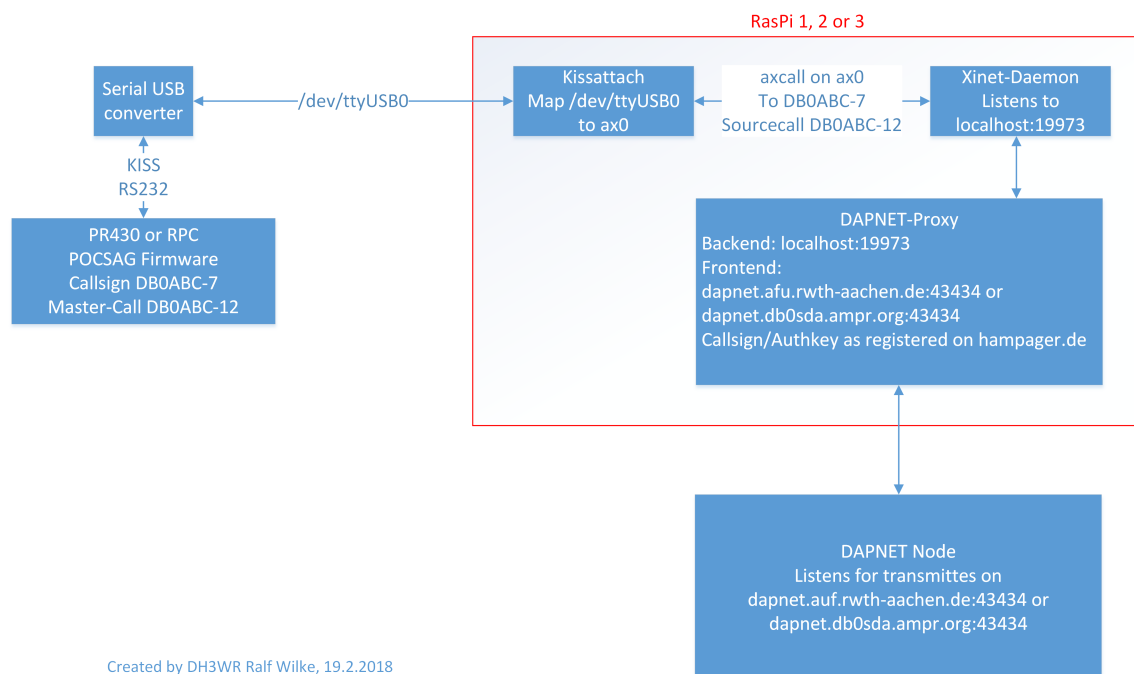 RasPi 1, 2 or 3
Serial USB
converter
/dev/ttyUSB0
Kissattach
Map /dev/ttyUSB0
to ax0
axcall on ax0
To DB0ABC-7
Sourcecall DB0ABC-12
Xinet-Daemon
Listens to
localhost:19973
KISS
RS232
PR430 or RPC
POCSAG Firmware
Callsign DB0ABC-7
Master-Call DB0ABC-12
DAPNET-Proxy
Backend: localhost:19973
Frontend:
dapnet.afu.rwth-aachen.de:43434 or
dapnet.db0sda.ampr.org:43434
Callsign/Authkey as registered on hampager.de
DAPNET Node
Listens for transmittes on
dapnet.auf.rwth-aachen.de:43434 or
dapnet.db0sda.ampr.org:43434
Created by DH3WR Ralf Wilke, 19.2.2018